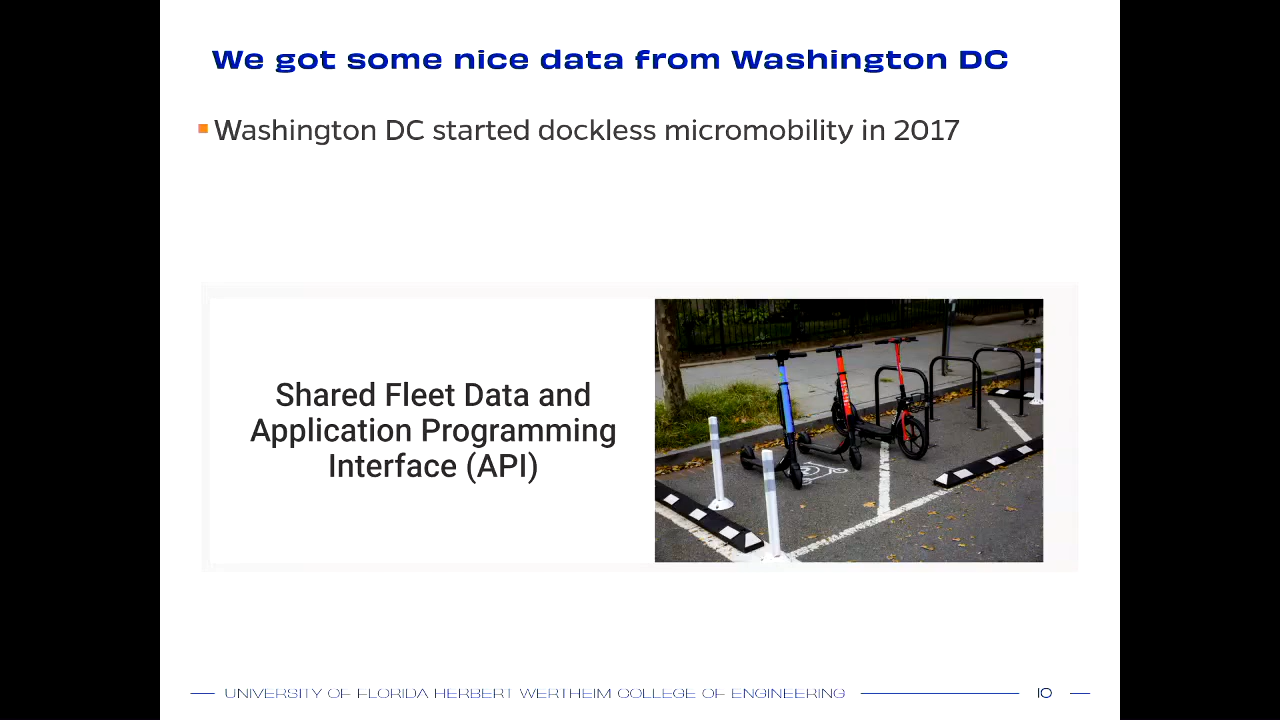 We got some nice data from Washington DC
Washington DC started dockless micromobility in 2017
Shared Fleet Data and
Application Programming
Interface (API)
UNIVERSITY OF FLORIDA HERBERT WERTHEIM COLLEGE OF ENGINEERING
10